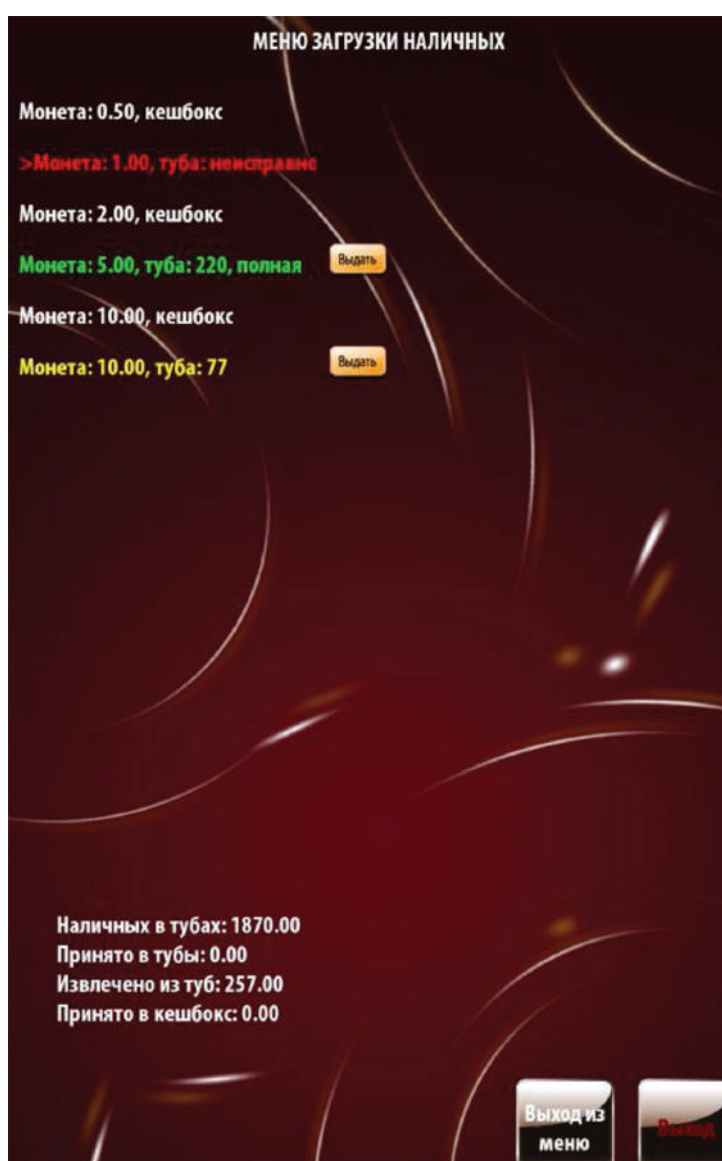 МЕНЮ ЗАГРУЗКИ НАЛИЧНЫХ
Монета: 0.50, кешбокс
>Монета: 1.00, туба: неисправно
Монета: 2.00, кешбокс
Монета: 5.00, туба: 220, полная
Выдать
Монета: 10.00, кешбокс
Монета: 10.00, туба: 77
Выдать
Наличных в тубах: 1870.00
Принято в тубы: 0.00
Извлечено из туб: 257.00
Принято в кешбокс: 0.00
Выход из
меню
Выход